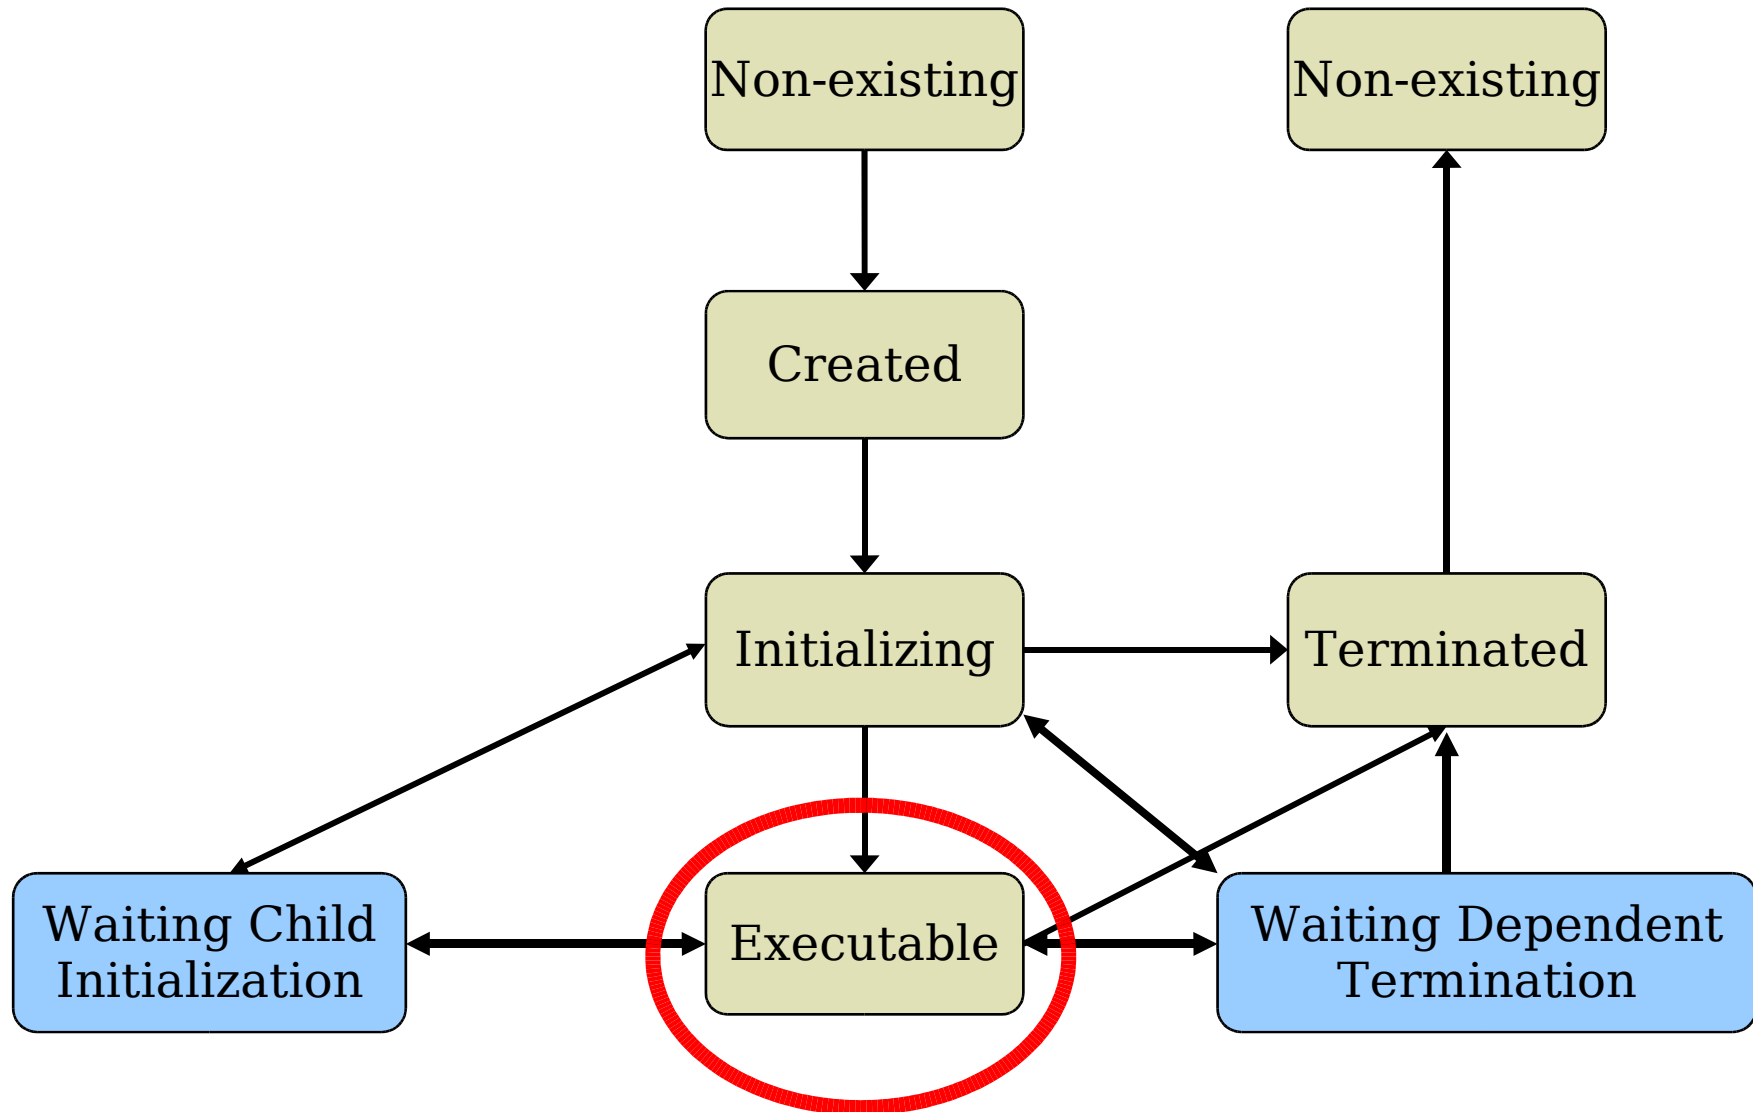 Non-existing
Non-existing
Created
Initializing
Terminated
Waiting Child
Initialization
Executable
Waiting Dependent
Termination